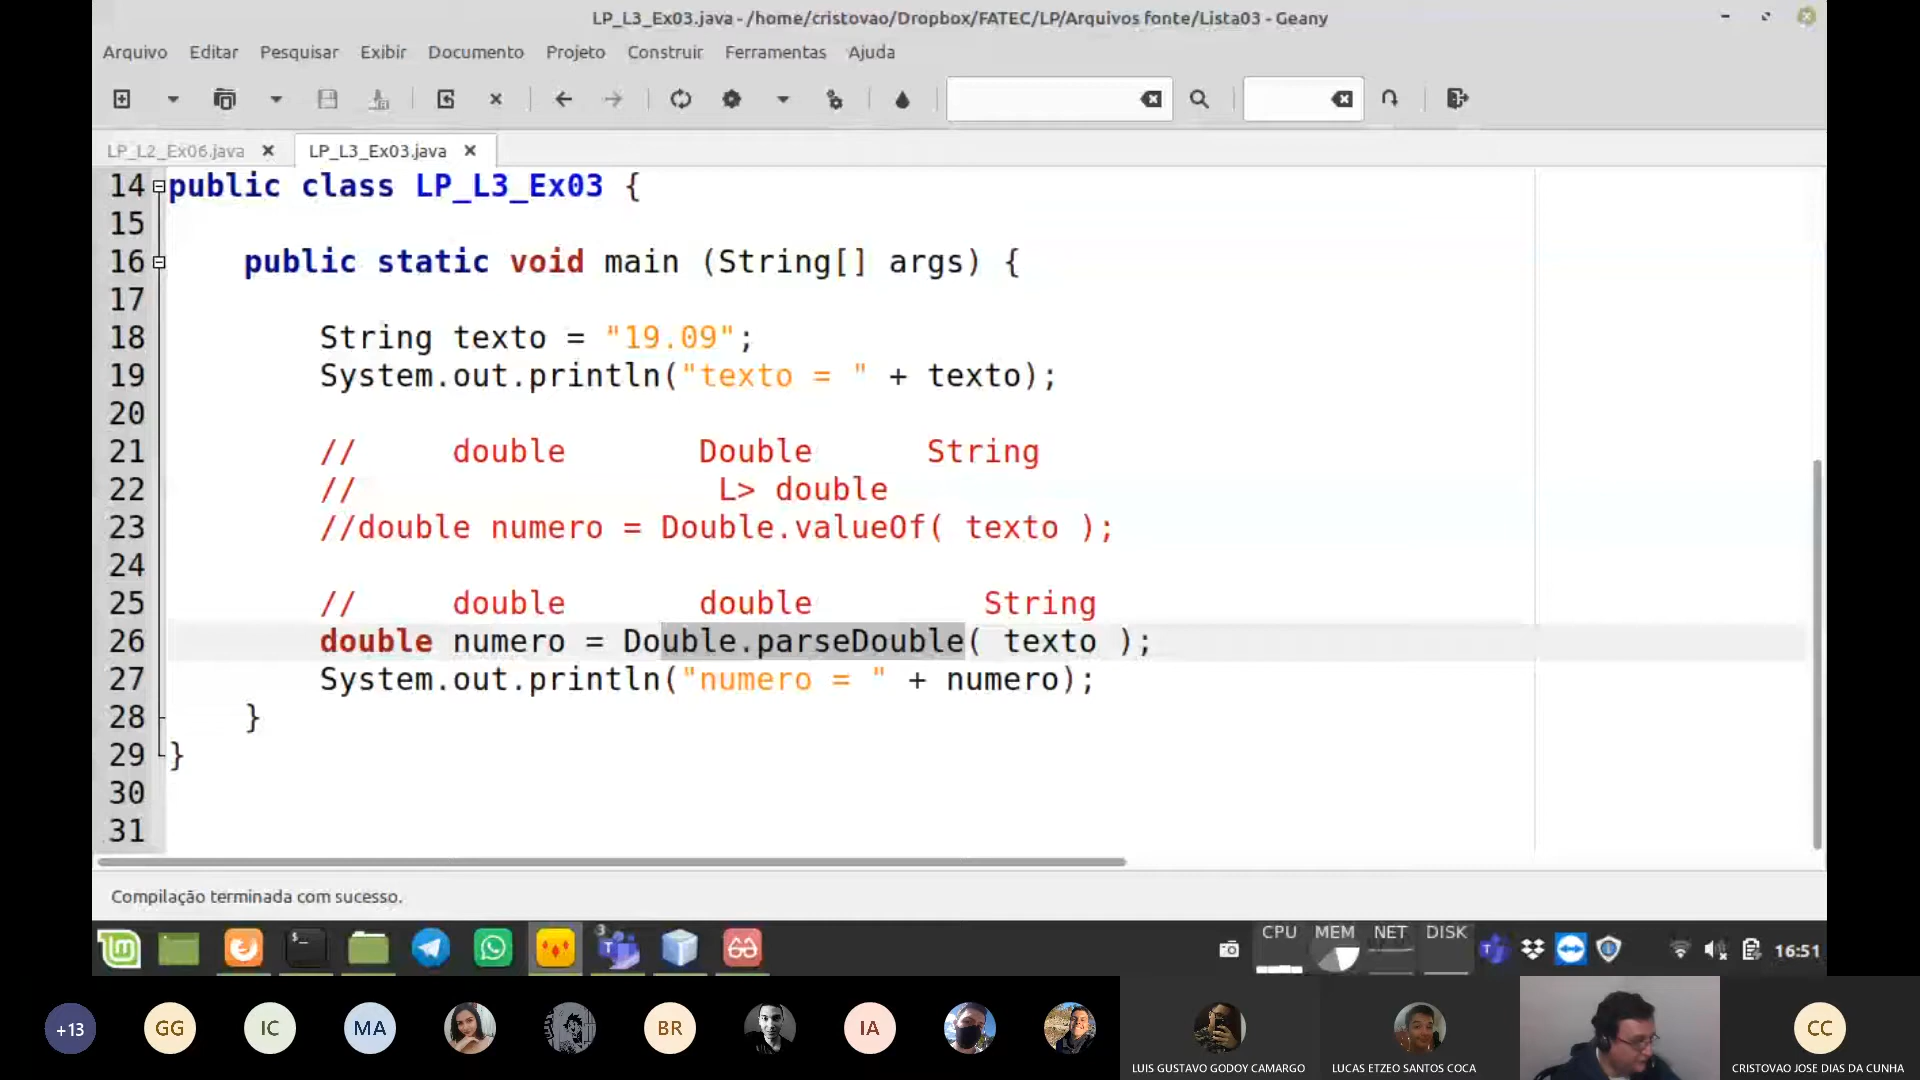 LP_L3_Ex03.java - /home/cristovao/Dropbox/FATEC/LP/Arquivos fonte/Lista03 - Geany
Arquivo Editar Pesquisar Exibir Documento Projeto Construir Ferramentas Ajuda
LP_L2_Ex06.java LP_L3_Ex03.java
14 public class LP_L3_Ex03 {
15
16 public static void main (String[] args) {
17
18 String texto = "19.09";
19 System.out.println("texto = " + texto);
20
21 // double Double String
22 // L> double
23 //double numero = Double.valueOf( texto );
24
25 // double double String
26 double numero = Double.parseDouble( texto );
27 System.out.println("numero = " + numero);
28 }
29 }
30
31
Compilação terminada com sucesso.
3
CPU MEM NET DISK
16:51
+13 GG IC MA BR IA CC
LUIS GUSTAVO GODOY CAMARGO LUCAS ETZEO SANTOS COCA CRISTOVAO JOSE DIAS DA CUNHA